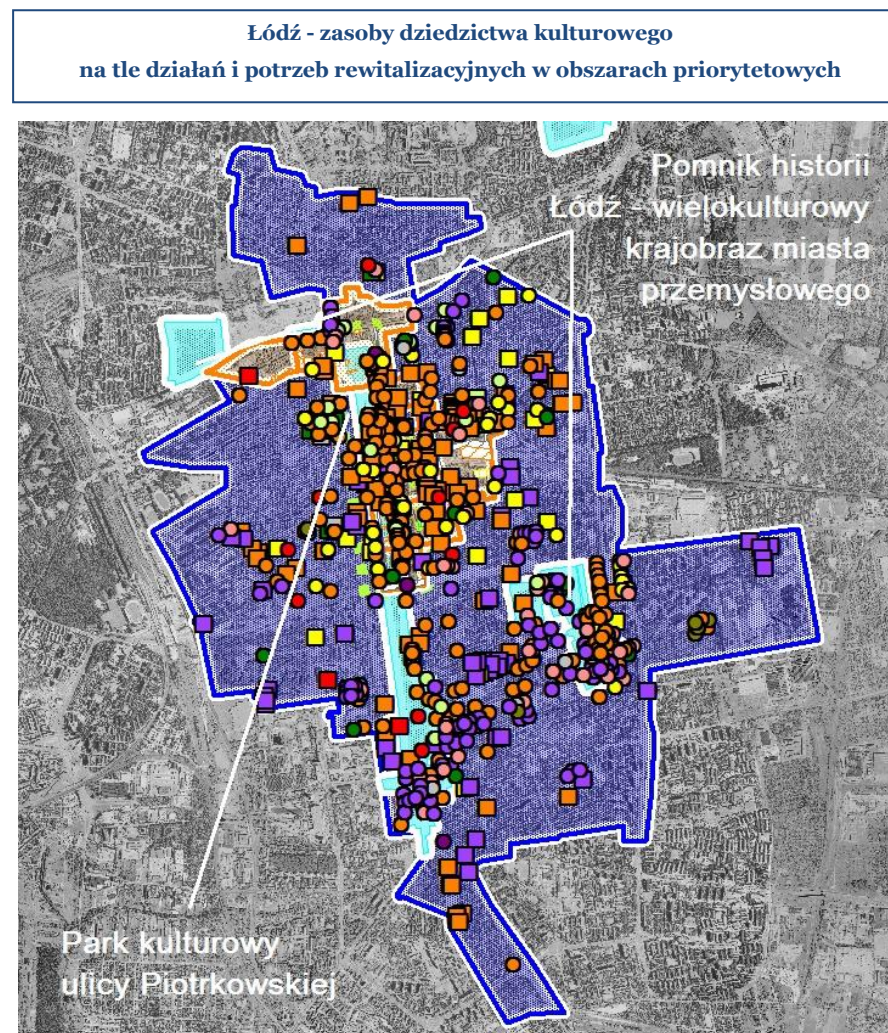 Łódź - zasoby dziedzictwa kulturowego
na tle działań i potrzeb rewitalizacyjnych w obszarach priorytetowych
Pomnik historii
Łódź - wielokulturowy
krajobraz miasta
przemysłowego
Park kulturowy
ulicy Piotrkowskiej